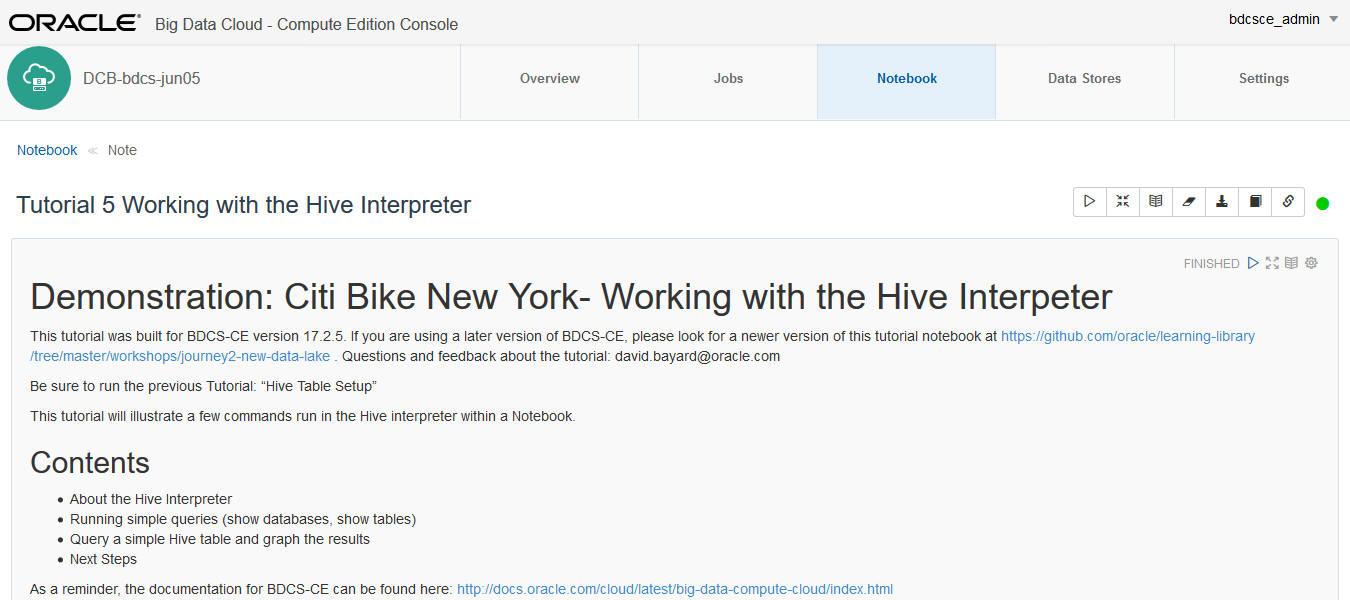 ORACLE Big Data Cloud - Compute Edition Console
bdcsce_admin
DCB-bdcs-jun05
Overview
Jobs
Notebook
Data Stores
Settings
Notebook ≪ Note
Tutorial 5 Working with the Hive Interpreter
FINISHED
Demonstration: Citi Bike New York- Working with the Hive Interpeter
This tutorial was built for BDCS-CE version 17.2.5. If you are using a later version of BDCS-CE, please look for a newer version of this tutorial notebook at https://github.com/oracle/learning-library
/tree/master/workshops/journey2-new-data-lake . Questions and feedback about the tutorial: david.bayard@oracle.com
Be sure to run the previous Tutorial: “Hive Table Setup”
This tutorial will illustrate a few commands run in the Hive interpreter within a Notebook.
Contents
• About the Hive Interpreter
• Running simple queries (show databases, show tables)
• Query a simple Hive table and graph the results
• Next Steps
As a reminder, the documentation for BDCS-CE can be found here: http://docs.oracle.com/cloud/latest/big-data-compute-cloud/index.html